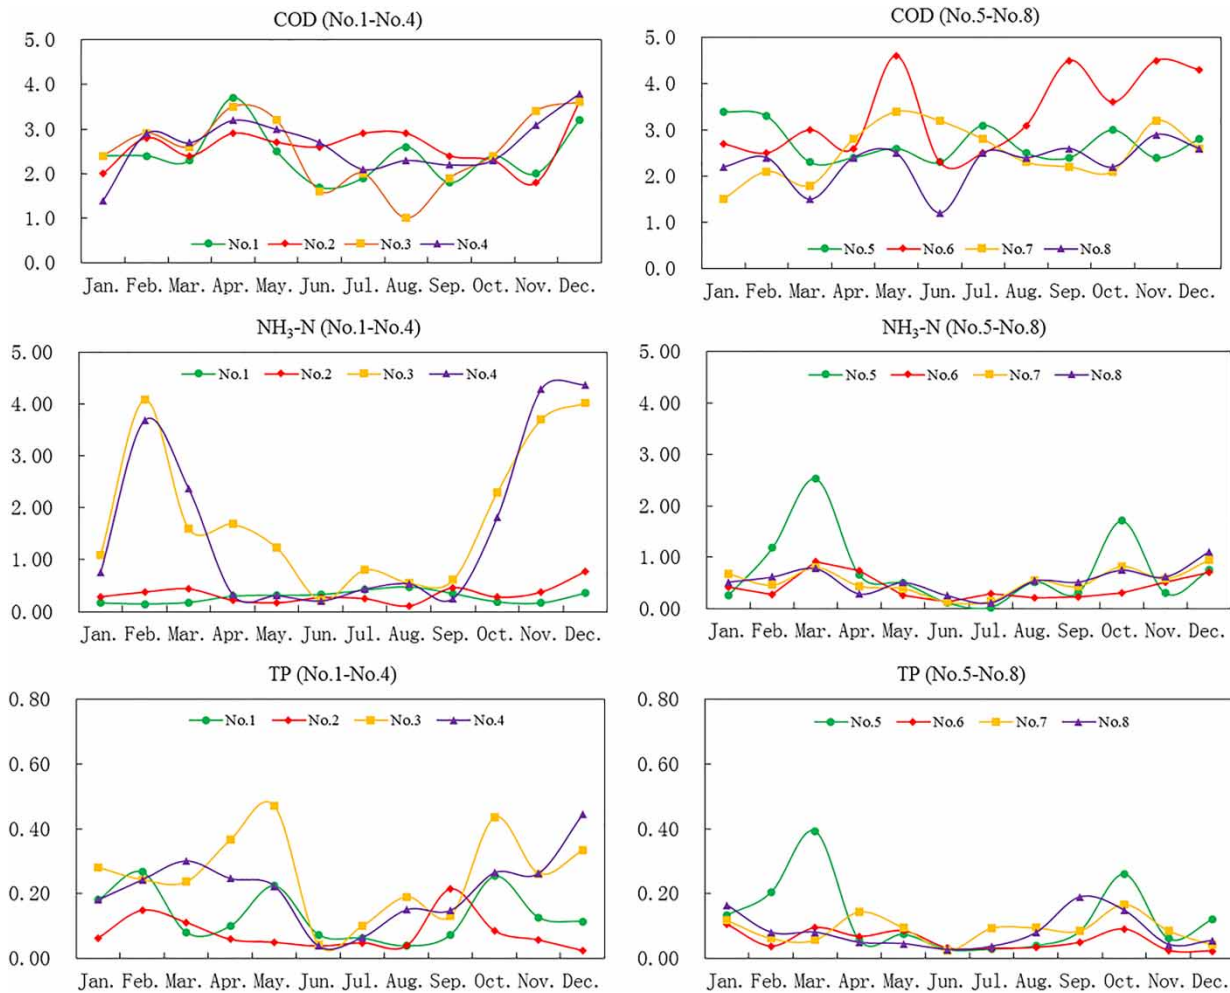 COD (No.1-No.4)
5.0
4.0
3.0
2.0
1.0
0.0
No.1 No.2 No.3 No.4
Jan. Feb. Mar. Apr. May. Jun. Jul. Aug. Sep. Oct. Nov. Dec.
COD (No.5-No.8)
5.0
4.0
3.0
2.0
1.0
0.0
No.5 No.6 No.7 No.8
Jan. Feb. Mar. Apr. May. Jun. Jul. Aug. Sep. Oct. Nov. Dec.
NH₃-N (No.1-No.4)
5.00
4.00
3.00
2.00
1.00
0.00
No.1 No.2 No.3 No.4
Jan. Feb. Mar. Apr. May. Jun. Jul. Aug. Sep. Oct. Nov. Dec.
NH₃-N (No.5-No.8)
5.00
4.00
3.00
2.00
1.00
0.00
No.5 No.6 No.7 No.8
Jan. Feb. Mar. Apr. May. Jun. Jul. Aug. Sep. Oct. Nov. Dec.
TP (No.1-No.4)
0.80
0.60
0.40
0.20
0.00
No.1 No.2 No.3 No.4
Jan. Feb. Mar. Apr. May. Jun. Jul. Aug. Sep. Oct. Nov. Dec.
TP (No.5-No.8)
0.80
0.60
0.40
0.20
0.00
No.5 No.6 No.7 No.8
Jan. Feb. Mar. Apr. May. Jun. Jul. Aug. Sep. Oct. Nov. Dec.